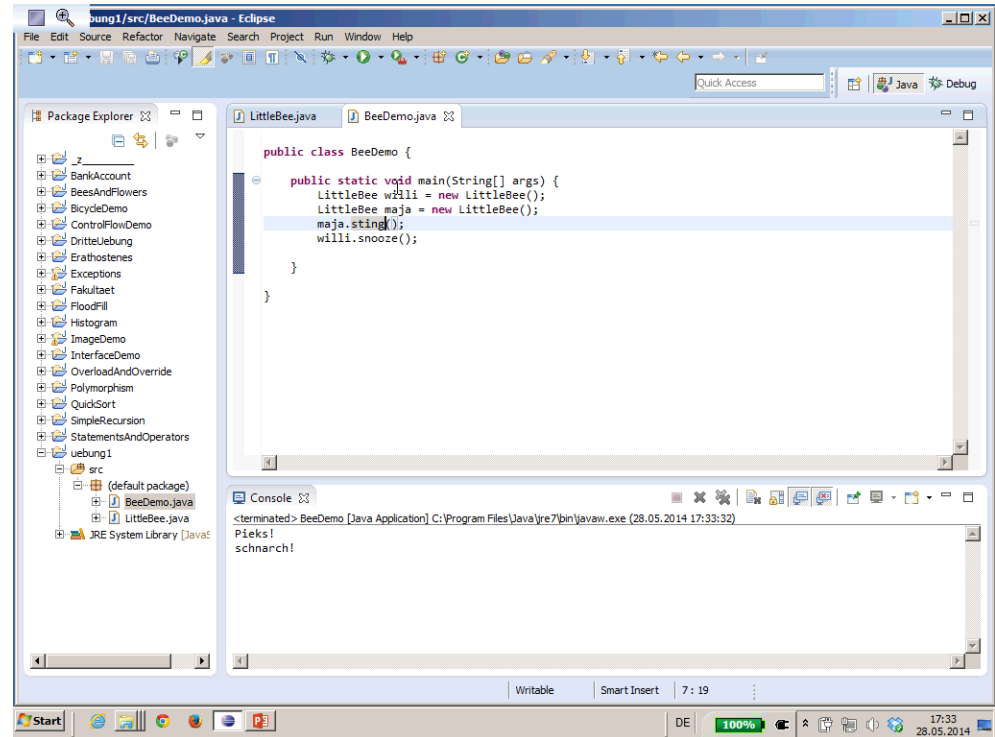 bung1/src/BeeDemo.java - Eclipse
File Edit Source Refactor Navigate Search Project Run Window Help
Quick Access
Java
Debug
Package Explorer
_z_________
BankAccount
BeesAndFlowers
BicycleDemo
ControlFlowDemo
DritteUebung
Erathostenes
Exceptions
Fakultaet
FloodFill
Histogram
ImageDemo
InterfaceDemo
OverloadAndOverride
Polymorphism
QuickSort
SimpleRecursion
StatementsAndOperators
uebung1
src
(default package)
BeeDemo.java
LittleBee.java
JRE System Library [JavaS
LittleBee.java
BeeDemo.java
public class BeeDemo {
public static void main(String[] args) {
LittleBee willi = new LittleBee();
LittleBee maja = new LittleBee();
maja.sting();
willi.snooze();
}
}
Console
<terminated> BeeDemo [Java Application] C:\Program Files\Java\jre7\bin\javaw.exe (28.05.2014 17:33:32)
Pieks!
schnarch!
Writable
Smart Insert
7 : 19
Start
DE
100%
17:33
28.05.2014